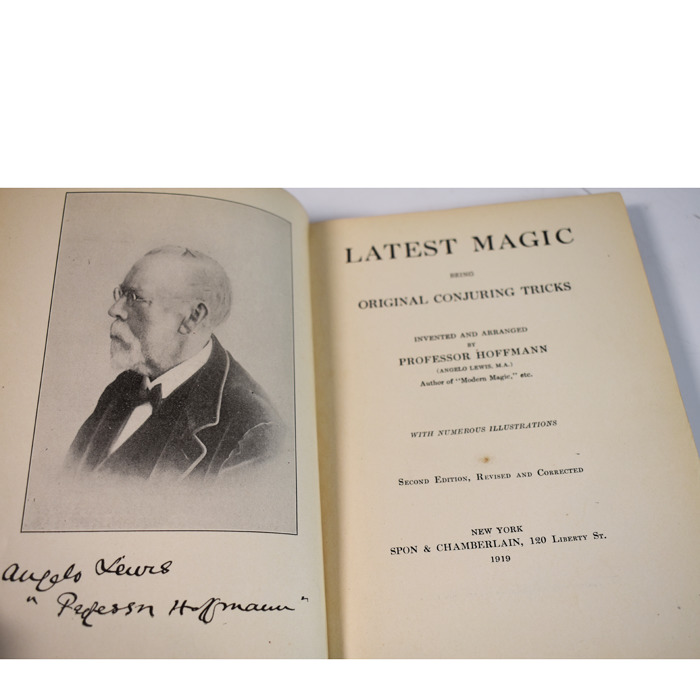 Angelo Lewis
"Professor Hoffmann"
LATEST MAGIC
BEING
ORIGINAL CONJURING TRICKS
INVENTED AND ARRANGED
BY
PROFESSOR HOFFMANN
(ANGELO LEWIS, M.A.)
Author of "Modern Magic," etc.
WITH NUMEROUS ILLUSTRATIONS
SECOND EDITION, REVISED AND CORRECTED
NEW YORK
SPON & CHAMBERLAIN, 120 LIBERTY ST.
1919